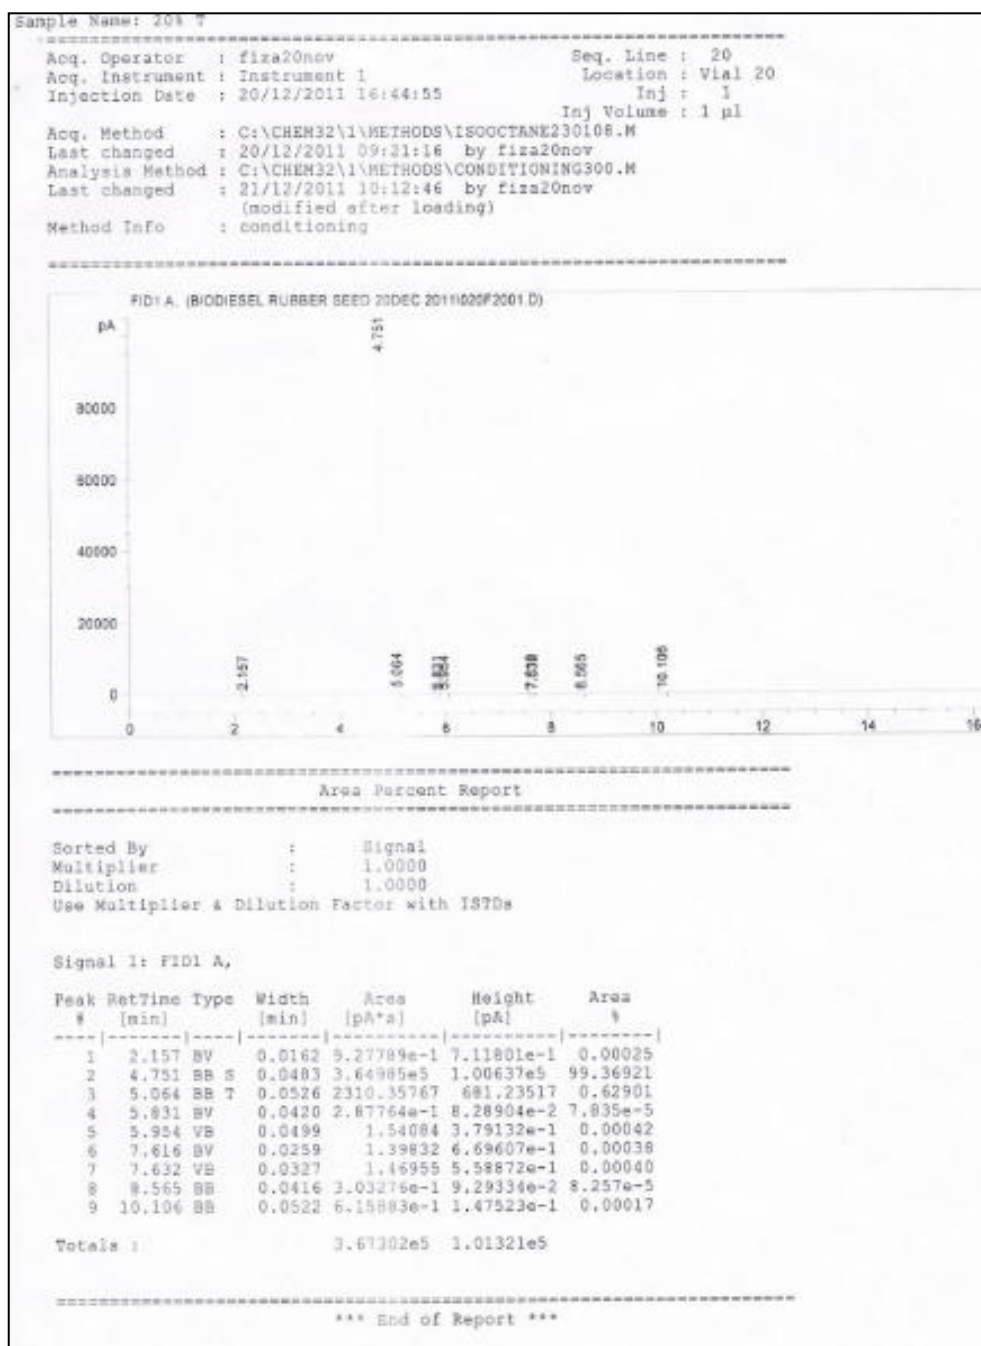 Sample Name: 20% T
Acq. Operator : fiza20nov Seq. Line : 20
Acq. Instrument : Instrument 1 Location : Vial 20
Injection Date : 20/12/2011 16:44:55 Inj : 1
Inj Volume : 1 µl
Acq. Method : C:\CHEM32\1\METHODS\ISOOCTANE230108.M
Last changed : 20/12/2011 09:21:16 by fiza20nov
Analysis Method : C:\CHEM32\1\METHODS\CONDITIONING300.M
Last changed : 21/12/2011 10:12:46 by fiza20nov
(modified after loading)
Method Info : conditioning
FID1 A, (BIODIESEL RUBBER SEED 20DEC 2011\020F2001.D)
pA
4.751
80000
60000
40000
20000
0
2.157
5.064
7.616
8.565
10.106
0 2 4 6 8 10 12 14 16
Area Percent Report
Sorted By : Signal
Multiplier : 1.0000
Dilution : 1.0000
Use Multiplier & Dilution Factor with ISTDs
Signal 1: FID1 A,
Peak RetTime Type Width Area Height Area
# [min] [min] [pA*s] [pA] %
----|-------|----|-------|----------|----------|--------|
1 2.157 BV 0.0162 9.27789e-1 7.11801e-1 0.00025
2 4.751 BB S 0.0483 3.64985e5 1.00637e5 99.36921
3 5.064 BB T 0.0526 2310.35767 681.23517 0.62901
4 5.831 BV 0.0420 2.87764e-1 8.28904e-2 7.835e-5
5 5.954 VB 0.0499 1.54084 3.79132e-1 0.00042
6 7.616 BV 0.0259 1.39832 6.69607e-1 0.00038
7 7.632 VB 0.0327 1.46955 5.58872e-1 0.00040
8 8.565 BB 0.0416 3.03276e-1 9.29334e-2 8.257e-5
9 10.106 BB 0.0522 6.15883e-1 1.47523e-1 0.00017
Totals : 3.67302e5 1.01321e5
*** End of Report ***